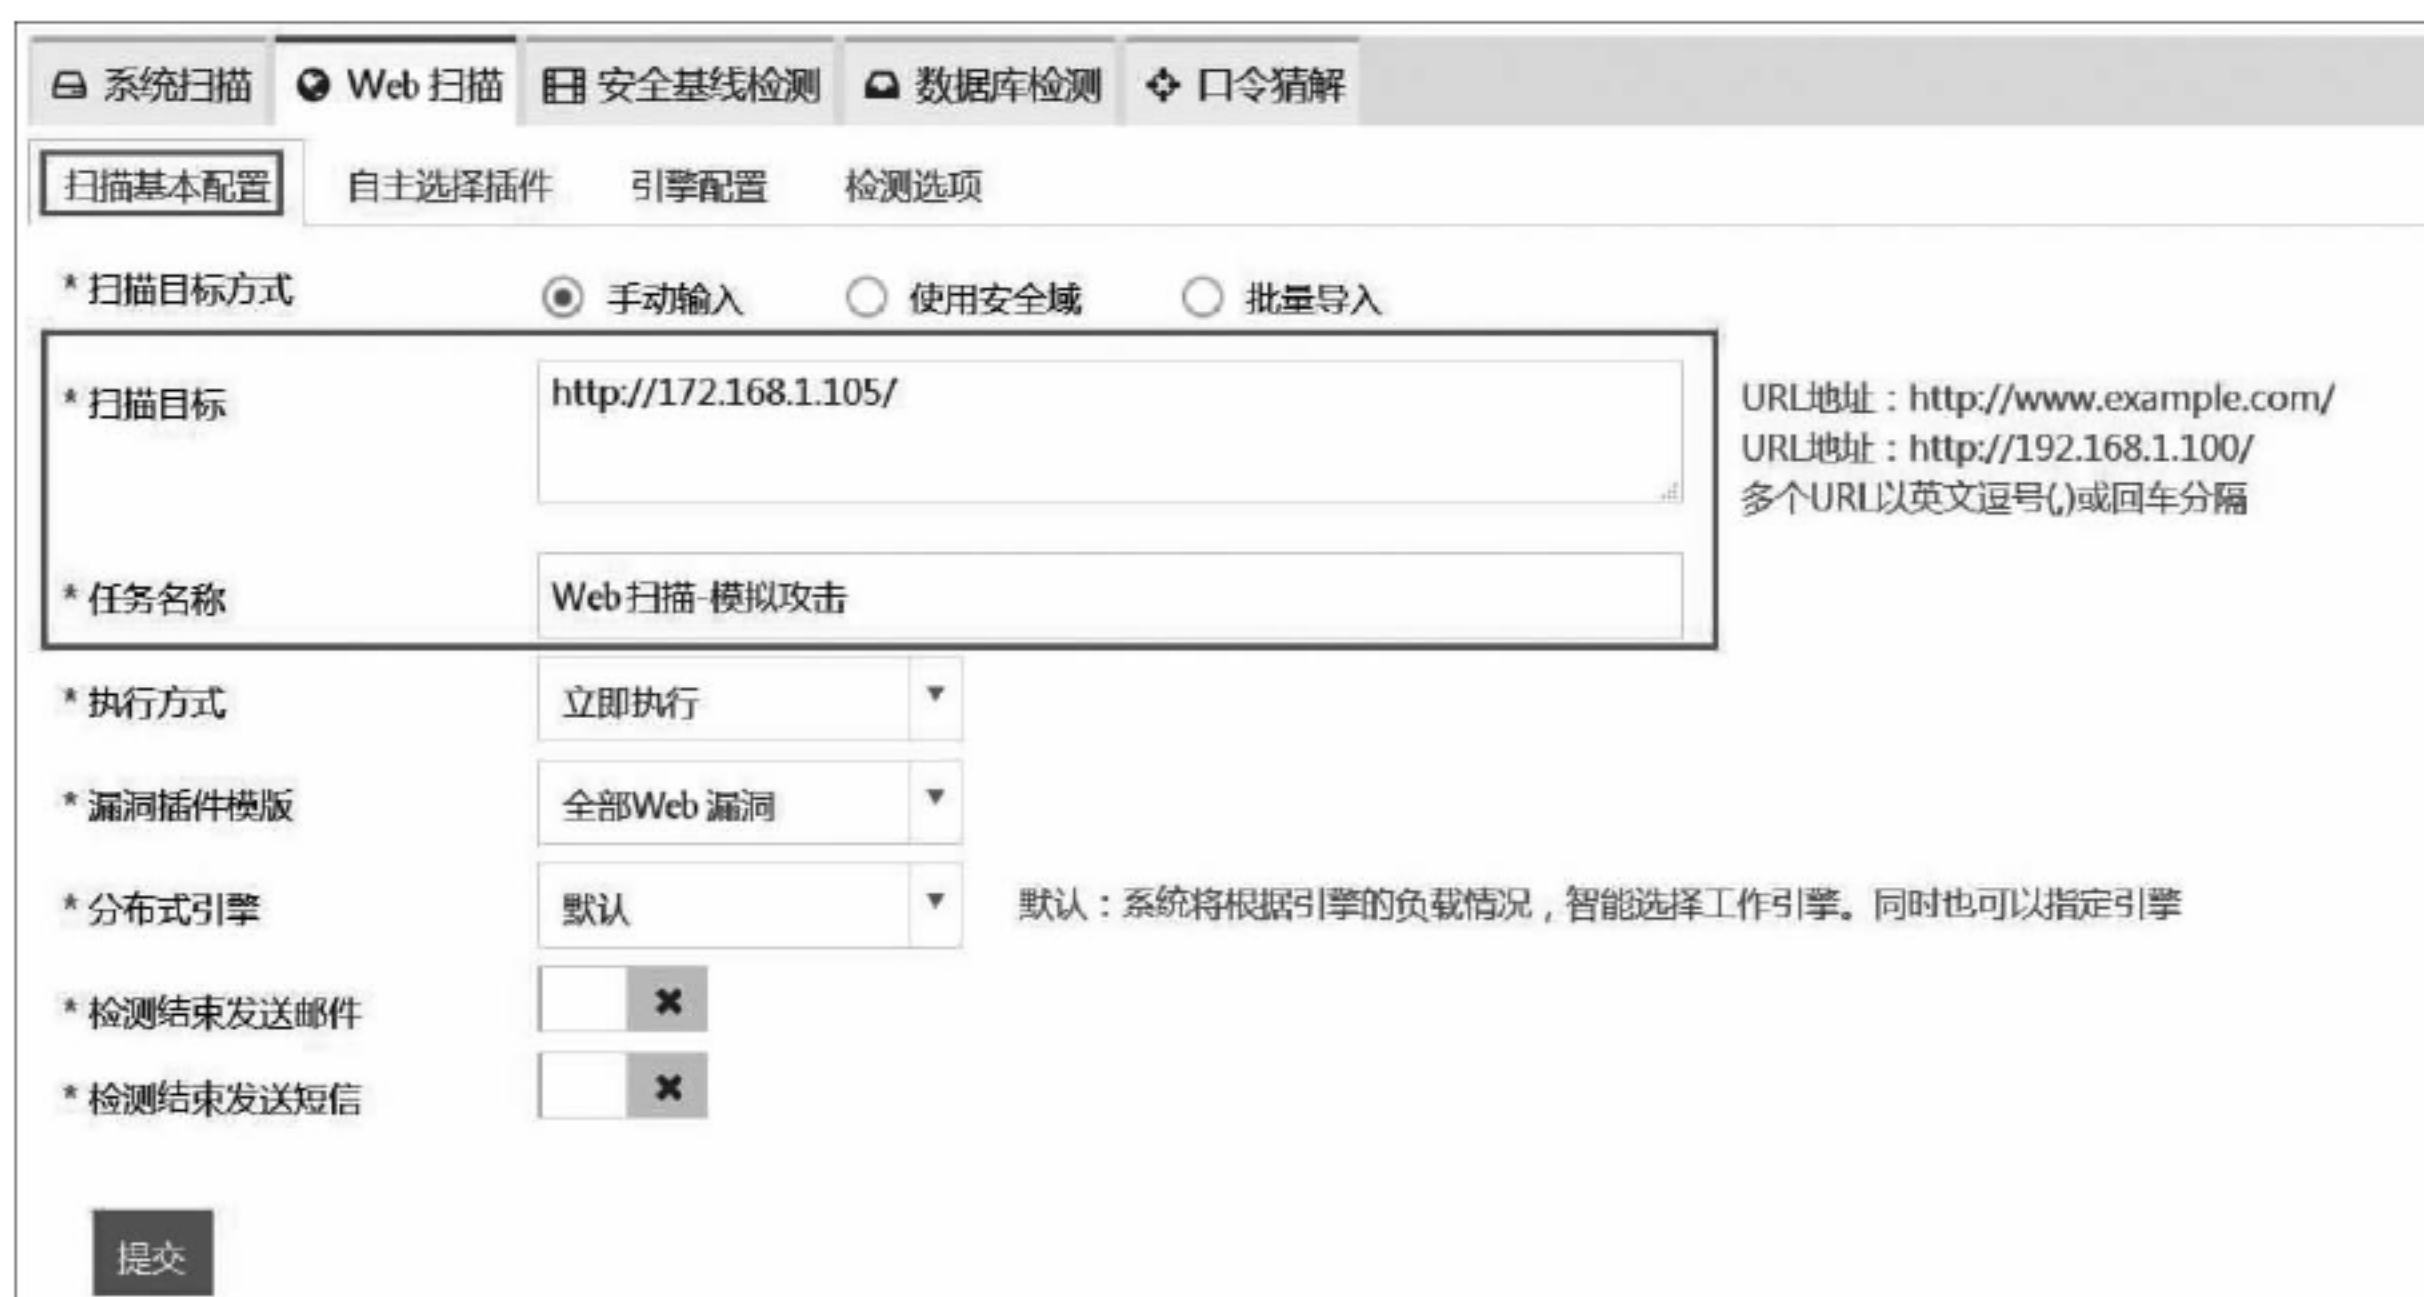 系统扫描 Web 扫描 安全基线检测 数据库检测 口令猜解
扫描基本配置 自主选择插件 引擎配置 检测选项
* 扫描目标方式 手动输入 使用安全域 批量导入
* 扫描目标 http://172.168.1.105/
URL地址：http://www.example.com/
URL地址：http://192.168.1.100/
多个URL以英文逗号(,)或回车分隔
* 任务名称 Web 扫描-模拟攻击
* 执行方式 立即执行
* 漏洞插件模版 全部Web 漏洞
* 分布式引擎 默认 默认：系统将根据引擎的负载情况，智能选择工作引擎。同时也可以指定引擎
* 检测结束发送邮件
* 检测结束发送短信
提交